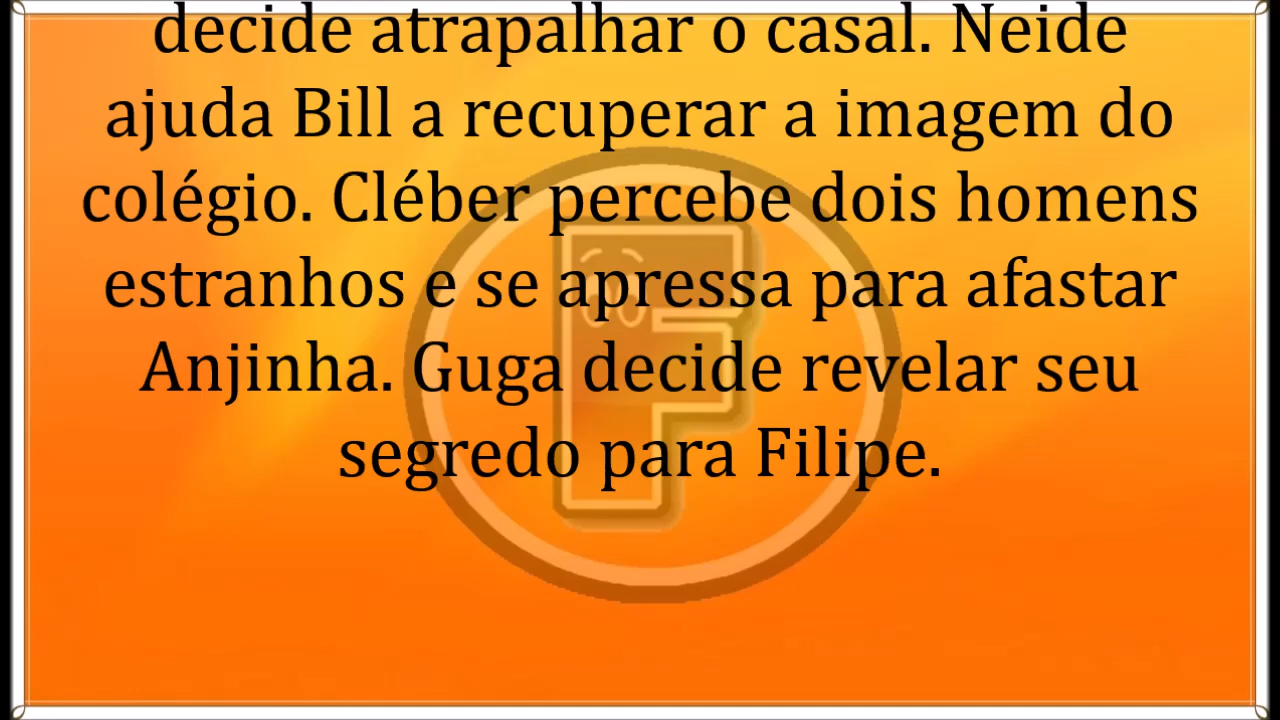 decide atrapalhar o casal. Neide
ajuda Bill a recuperar a imagem do
colégio. Cléber percebe dois homens
estranhos e se apressa para afastar
Anjinha. Guga decide revelar seu
segredo para Filipe.